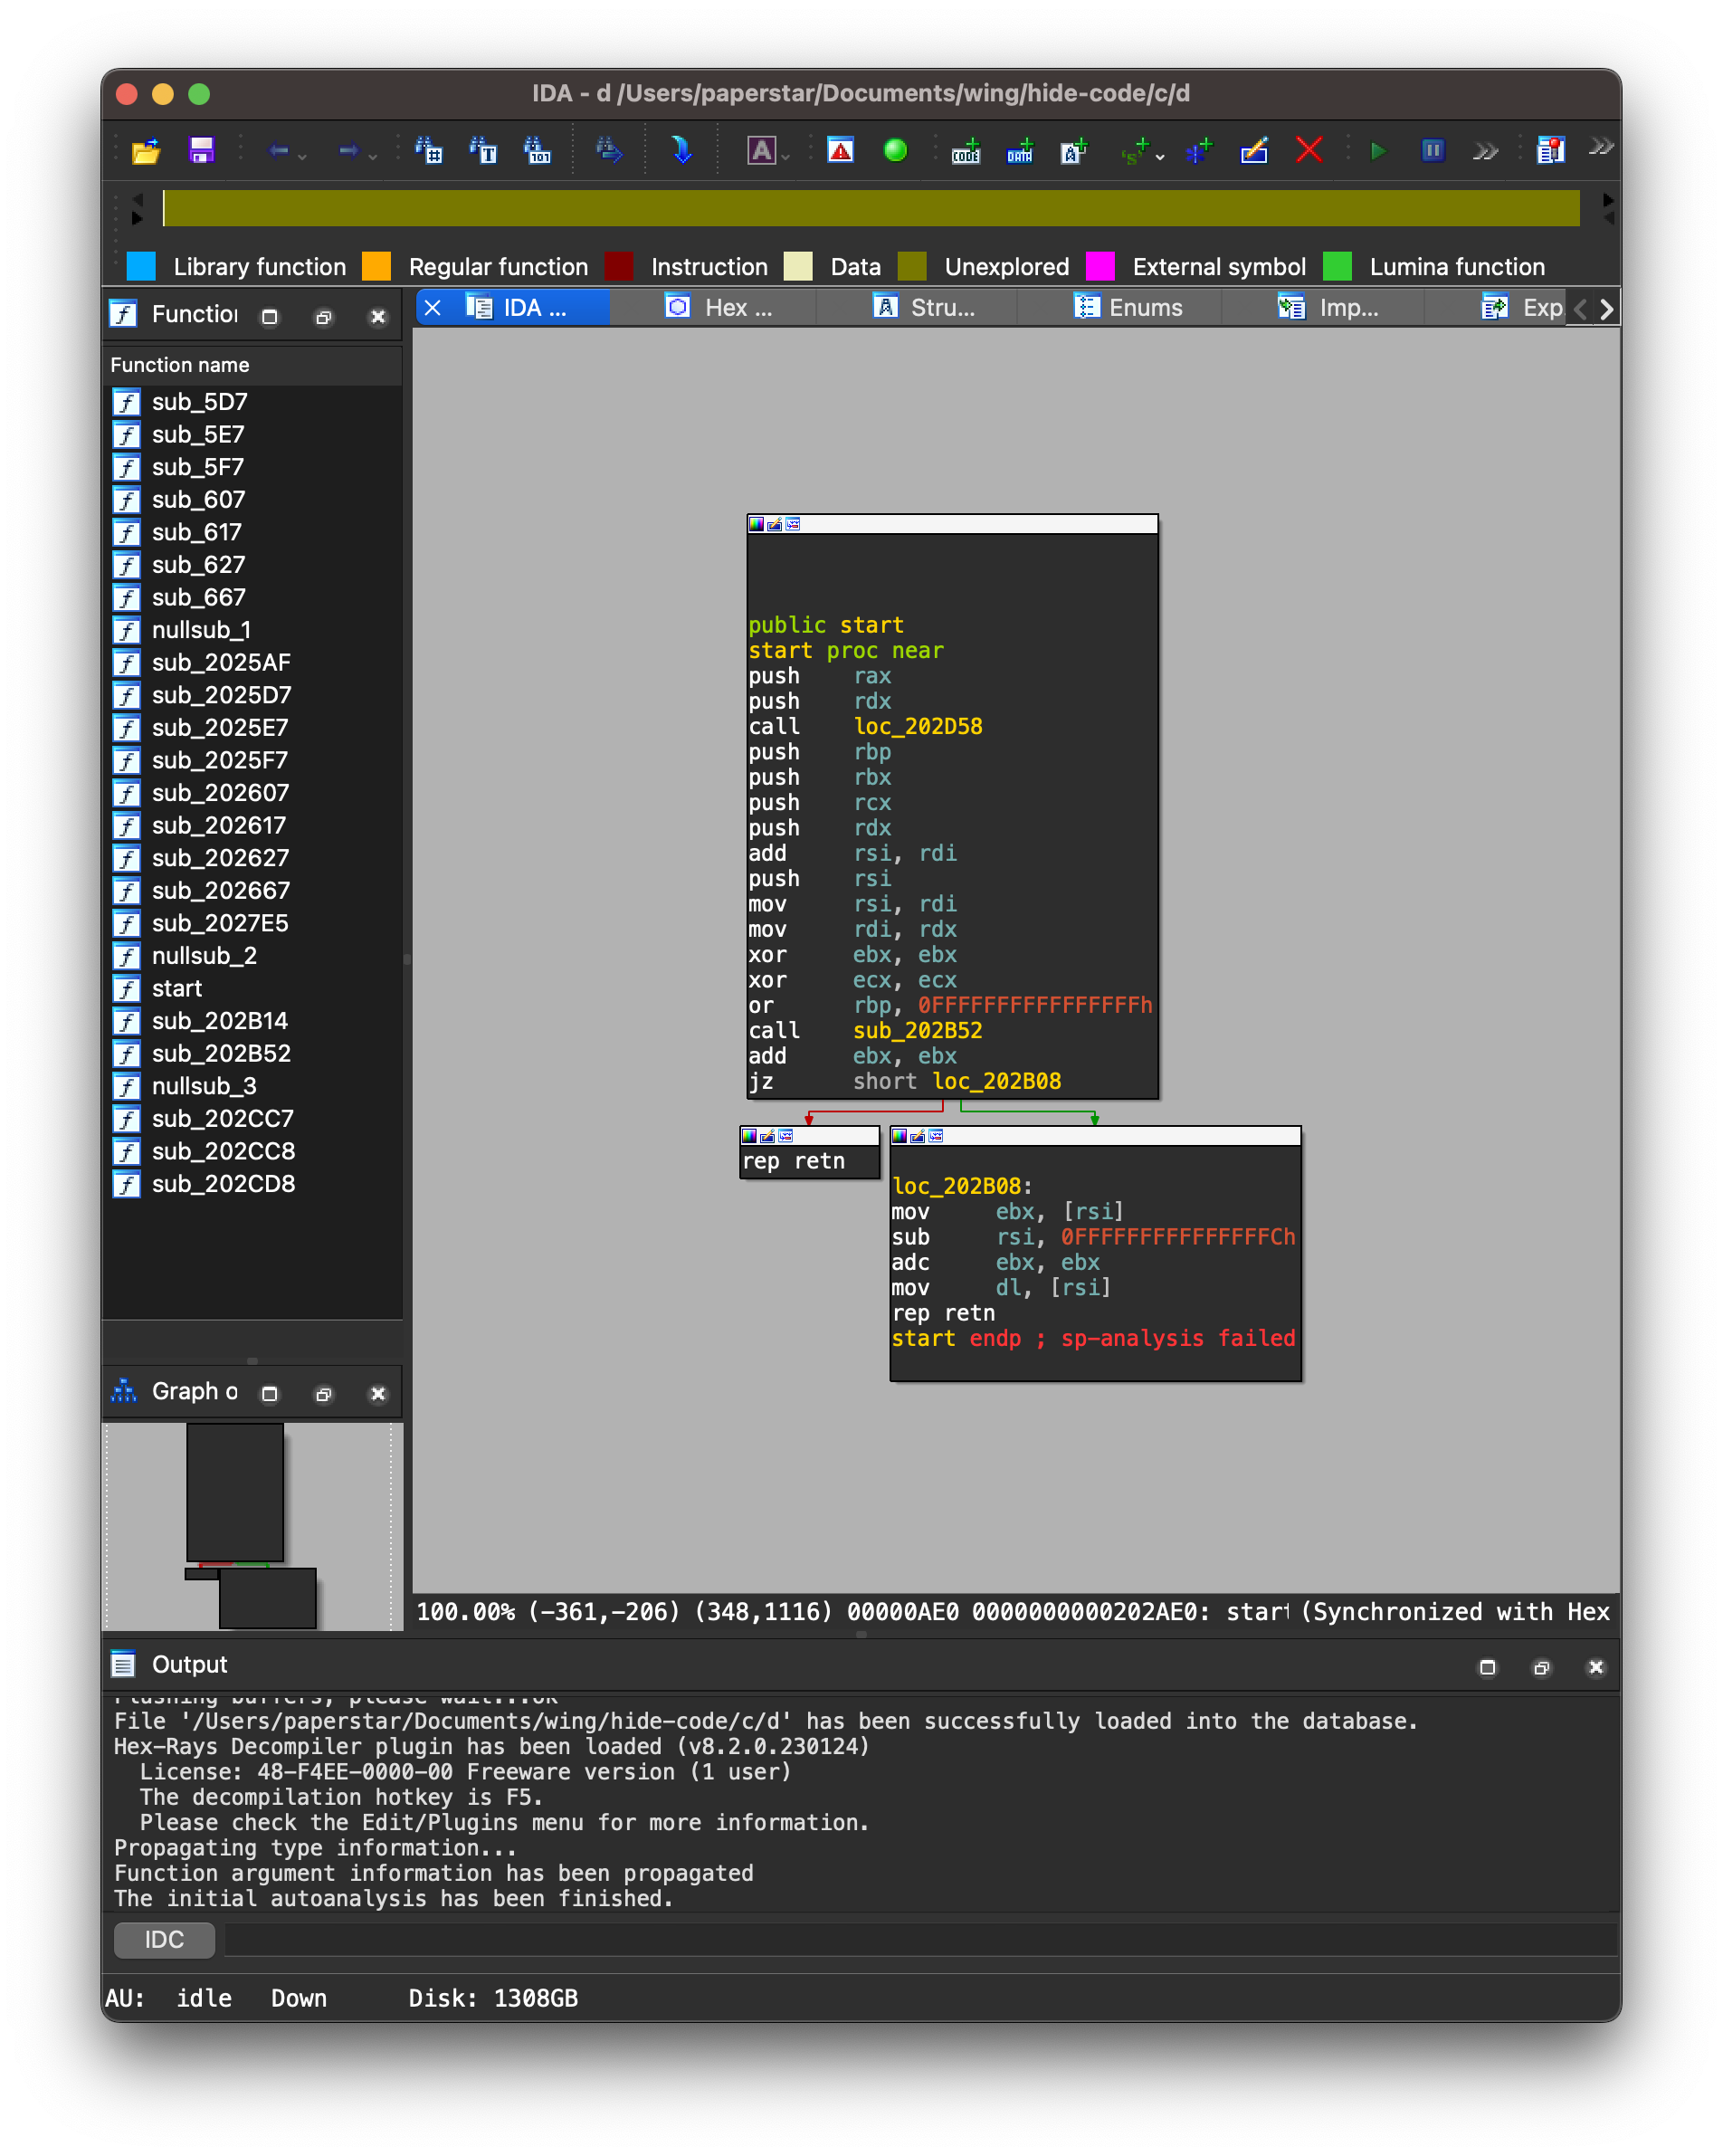 IDA - d /Users/paperstar/Documents/wing/hide-code/c/d
Library function Regular function Instruction Data Unexplored External symbol Lumina function
Function
IDA ... Hex ... Stru... Enums Imp... Exp
Function name
sub_5D7
sub_5E7
sub_5F7
sub_607
sub_617
sub_627
sub_667
nullsub_1
sub_2025AF
sub_2025D7
sub_2025E7
sub_2025F7
sub_202607
sub_202617
sub_202627
sub_202667
sub_2027E5
nullsub_2
start
sub_202B14
sub_202B52
nullsub_3
sub_202CC7
sub_202CC8
sub_202CD8
public start
start proc near
push rax
push rdx
call loc_202D58
push rbp
push rbx
push rcx
push rdx
add rsi, rdi
push rsi
mov rsi, rdi
mov rdi, rdx
xor ebx, ebx
xor ecx, ecx
or rbp, 0FFFFFFFFFFFFFFFFh
call sub_202B52
add ebx, ebx
jz short loc_202B08
rep retn
loc_202B08:
mov ebx, [rsi]
sub rsi, 0FFFFFFFFFFFFFFFCh
adc ebx, ebx
mov dl, [rsi]
rep retn
start endp ; sp-analysis failed
Graph o
100.00% (-361,-206) (348,1116) 00000AE0 0000000000202AE0: start (Synchronized with Hex
Output
Flushing buffers, please wait...ok
File '/Users/paperstar/Documents/wing/hide-code/c/d' has been successfully loaded into the database.
Hex-Rays Decompiler plugin has been loaded (v8.2.0.230124)
License: 48-F4EE-0000-00 Freeware version (1 user)
The decompilation hotkey is F5.
Please check the Edit/Plugins menu for more information.
Propagating type information...
Function argument information has been propagated
The initial autoanalysis has been finished.
IDC
AU: idle Down Disk: 1308GB